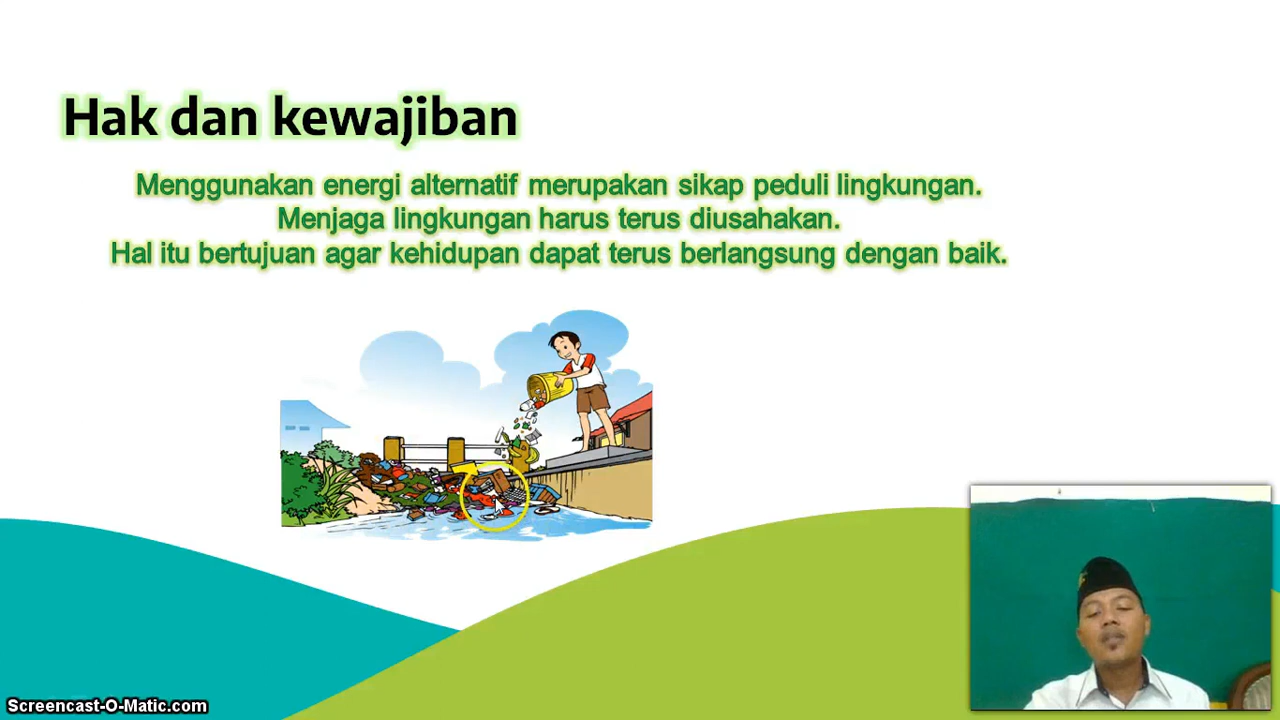 Hak dan kewajiban
Menggunakan energi alternatif merupakan sikap peduli lingkungan.
Menjaga lingkungan harus terus diusahakan.
Hal itu bertujuan agar kehidupan dapat terus berlangsung dengan baik.
Screencast-O-Matic.com